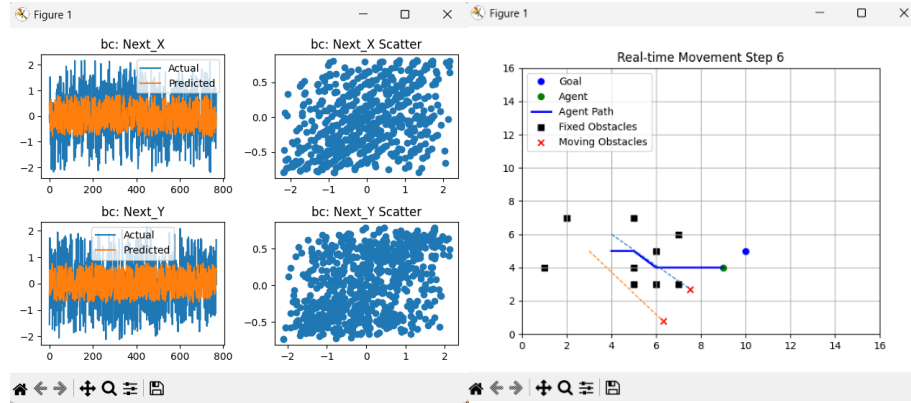 Figure 1
bc: Next_X
Actual
Predicted
2
1
0
−1
−2
0 200 400 600 800
bc: Next_X Scatter
0.5
0.0
−0.5
−2 −1 0 1 2
bc: Next_Y
Actual
Predicted
2
1
0
−1
−2
0 200 400 600 800
bc: Next_Y Scatter
0.5
0.0
−0.5
−2 −1 0 1 2
Figure 1
Real-time Movement Step 6
Goal
Agent
Agent Path
Fixed Obstacles
Moving Obstacles
16
14
12
10
8
6
4
2
0
0 2 4 6 8 10 12 14 16